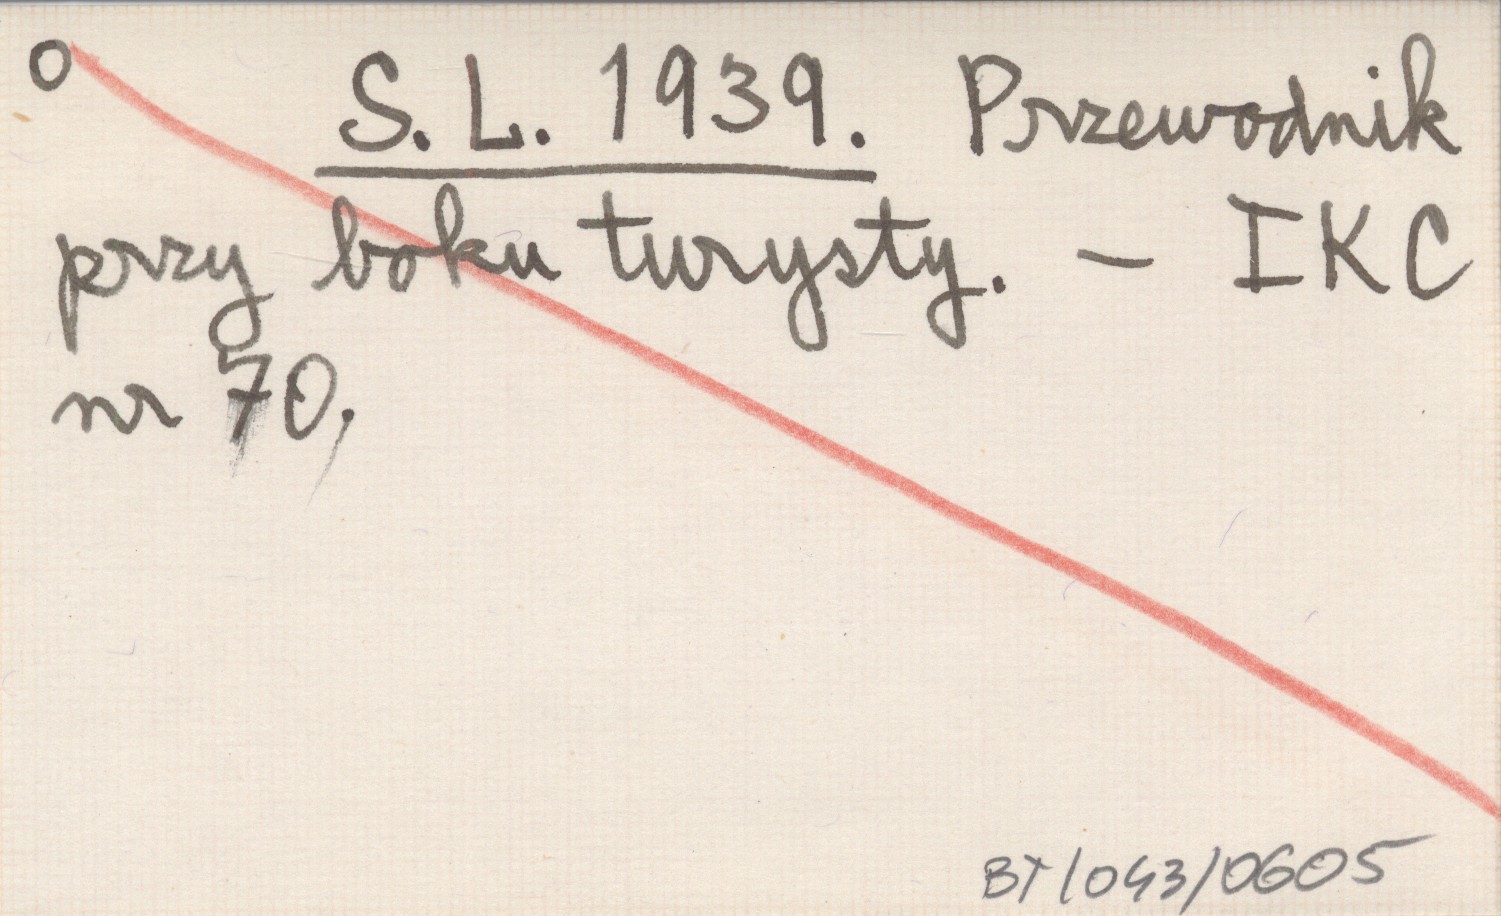 o S. L. 1939. Przewodnik
przy boku turysty. – IKC
nr 70,
BT/043/0605